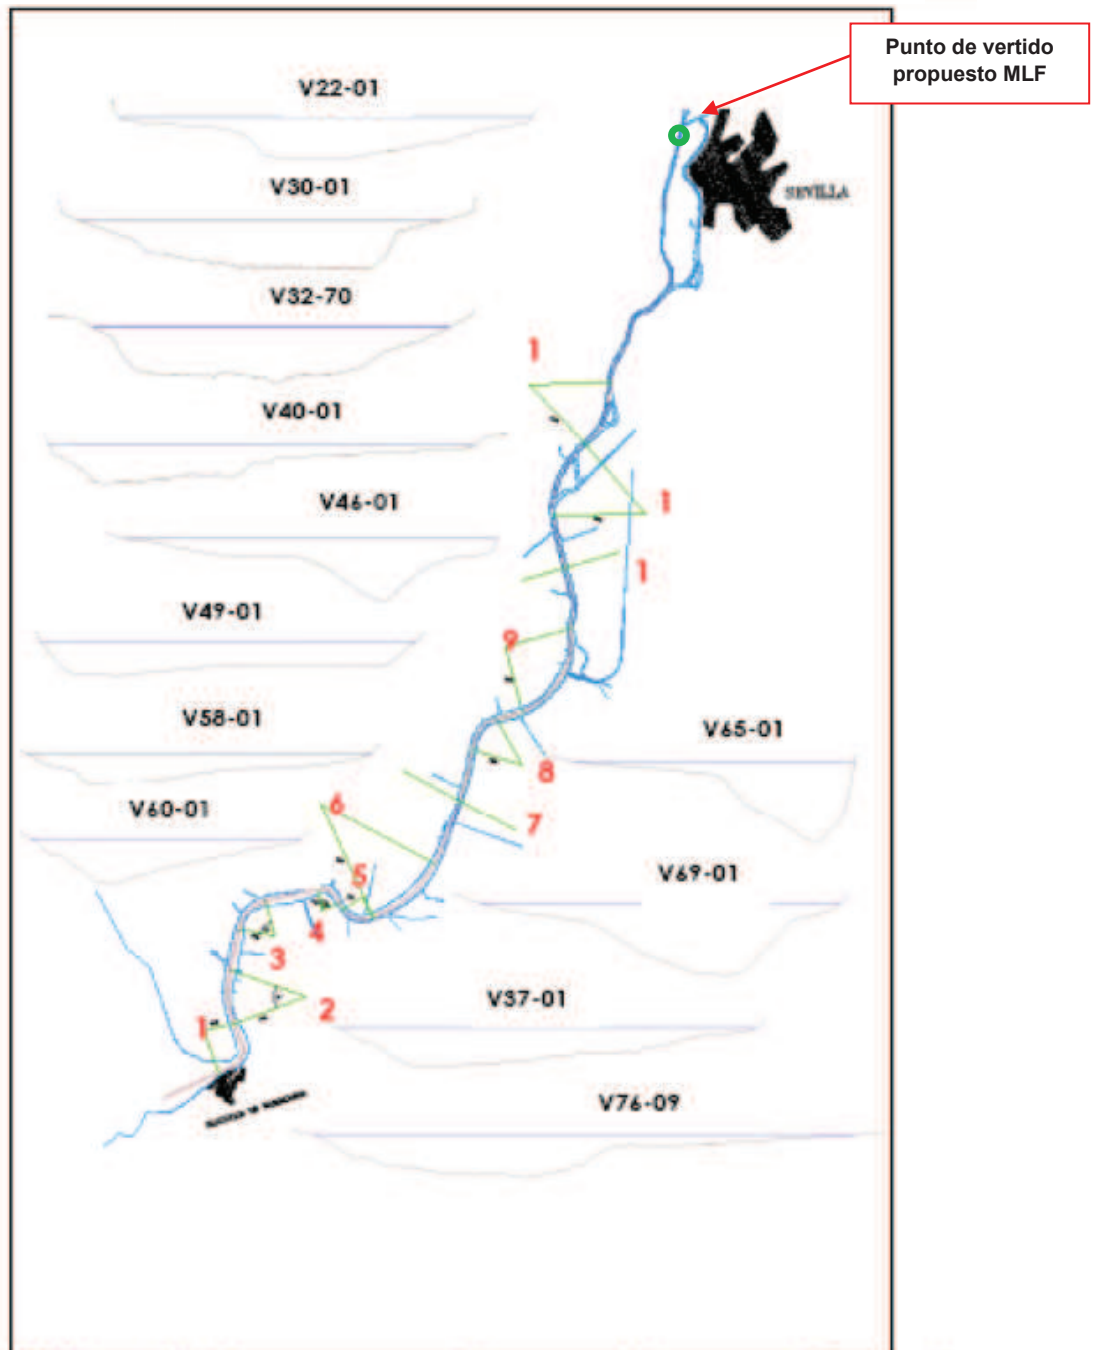 Punto de vertido
propuesto MLF
V22-01
SEVILLA
V30-01
V32-70
1
V40-01
V46-01
1
1
V49-01
9
V58-01
V65-01
8
V60-01
6
7
5
V69-01
4
3
V37-01
2
1
V76-09